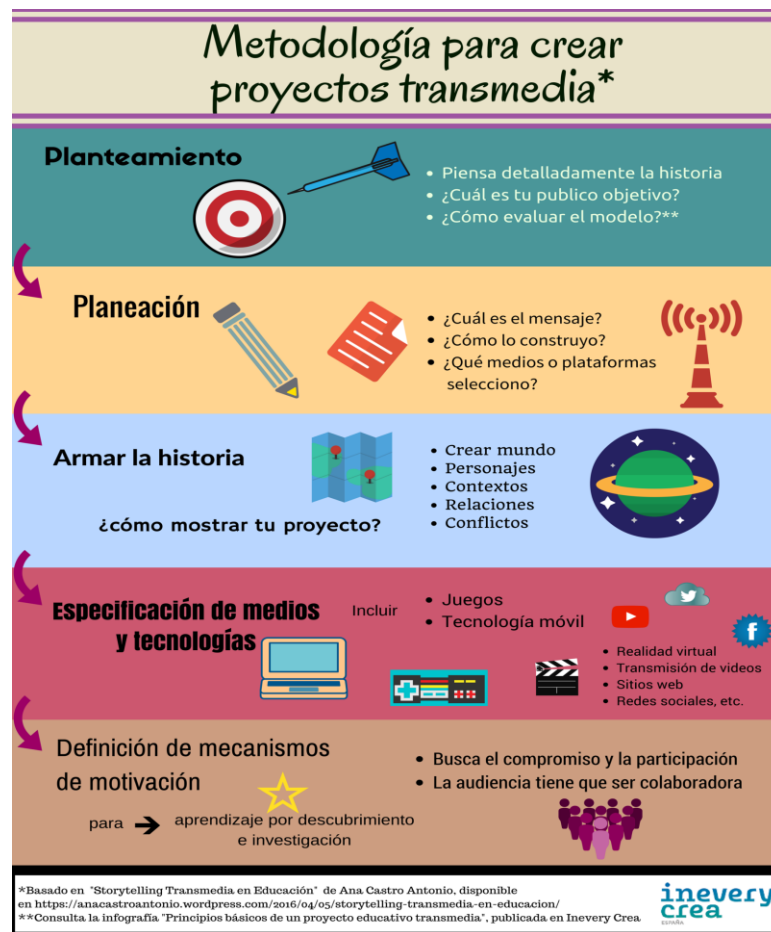 Metodología para crear
proyectos transmedia*
Planteamiento
• Piensa detalladamente la historia
• ¿Cuál es tu publico objetivo?
• ¿Cómo evaluar el modelo?**
Planeación
• ¿Cuál es el mensaje?
• ¿Cómo lo construyo?
• ¿Qué medios o plataformas
selecciono?
Armar la historia
¿cómo mostrar tu proyecto?
• Crear mundo
• Personajes
• Contextos
• Relaciones
• Conflictos
Especificación de medios
y tecnologías
Incluir
• Juegos
• Tecnología móvil
• Realidad virtual
• Transmisión de videos
• Sitios web
• Redes sociales, etc.
Definición de mecanismos
de motivación
para
aprendizaje por descubrimiento
e investigación
• Busca el compromiso y la participación
• La audiencia tiene que ser colaboradora
*Basado en "Storytelling Transmedia en Educación" de Ana Castro Antonio, disponible
en https://anacastroantonio.wordpress.com/2016/04/05/storytelling-transmedia-en-educacion/
**Consulta la infografía "Principios básicos de un proyecto educativo transmedia", publicada en Inevery Crea
inevery
crea
ESPAÑA